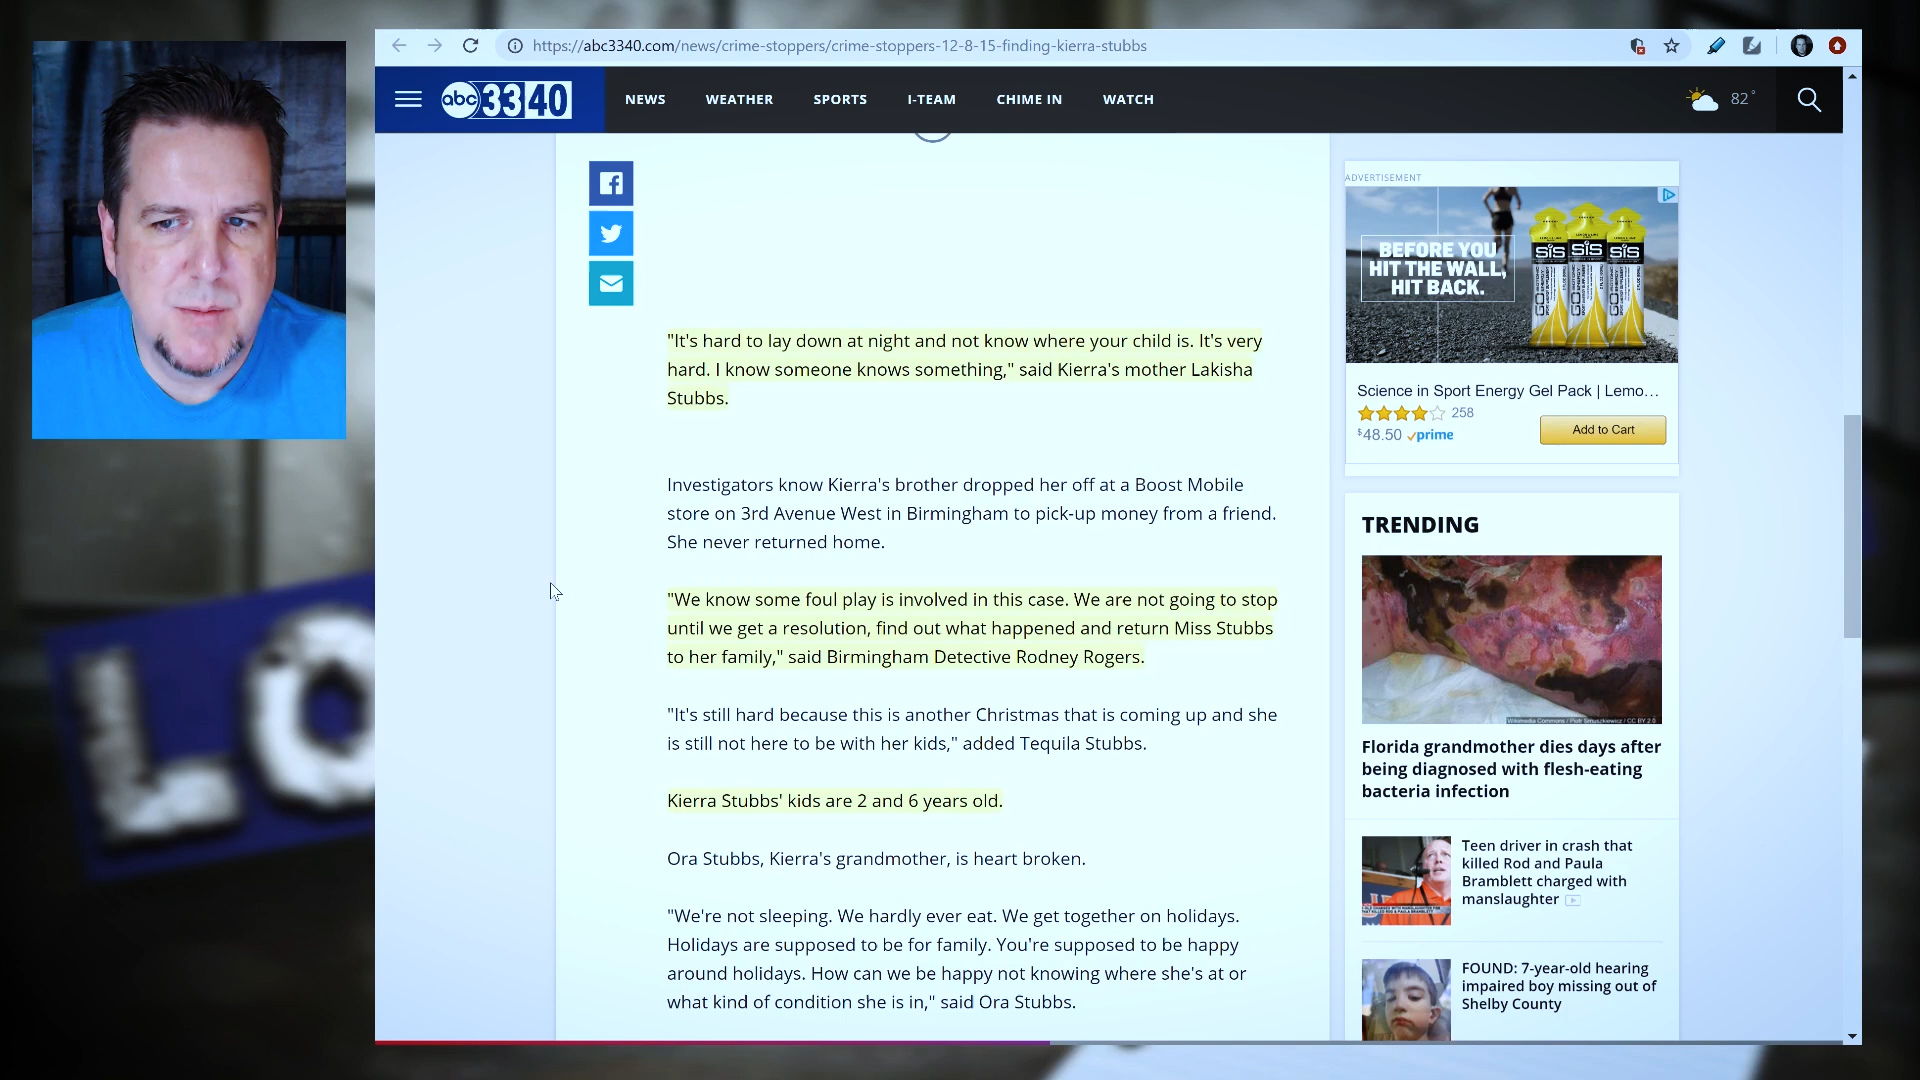 https://abc3340.com/news/crime-stoppers/crime-stoppers-12-8-15-finding-kierra-stubbs
abc 33 40
NEWS
WEATHER
SPORTS
I-TEAM
CHIME IN
WATCH
82°
"It's hard to lay down at night and not know where your child is. It's very
hard. I know someone knows something," said Kierra's mother Lakisha
Stubbs.
Investigators know Kierra's brother dropped her off at a Boost Mobile
store on 3rd Avenue West in Birmingham to pick-up money from a friend.
She never returned home.
"We know some foul play is involved in this case. We are not going to stop
until we get a resolution, find out what happened and return Miss Stubbs
to her family," said Birmingham Detective Rodney Rogers.
"It's still hard because this is another Christmas that is coming up and she
is still not here to be with her kids," added Tequila Stubbs.
Kierra Stubbs' kids are 2 and 6 years old.
Ora Stubbs, Kierra's grandmother, is heart broken.
"We're not sleeping. We hardly ever eat. We get together on holidays.
Holidays are supposed to be for family. You're supposed to be happy
around holidays. How can we be happy not knowing where she's at or
what kind of condition she is in," said Ora Stubbs.
ADVERTISEMENT
BEFORE YOU
HIT THE WALL,
HIT BACK.
SiS SiS SiS
Science in Sport Energy Gel Pack | Lemo…
258
$48.50 prime
Add to Cart
TRENDING
Wikimedia Commons / Piotr Smuszkiewicz / CC BY 2.0
Florida grandmother dies days after
being diagnosed with flesh-eating
bacteria infection
Teen driver in crash that
killed Rod and Paula
Bramblett charged with
manslaughter
FOUND: 7-year-old hearing
impaired boy missing out of
Shelby County
LO